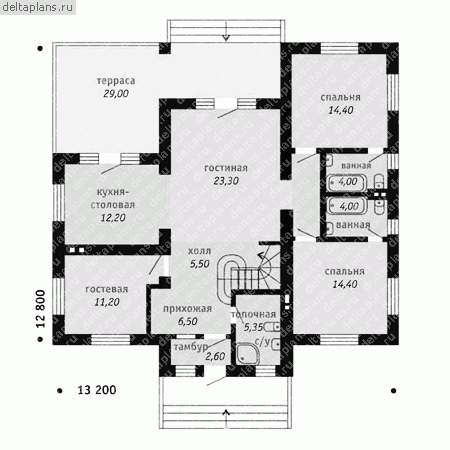 deltaplans.ru
терраса
29,00
спальня
14,40
гостиная
23,30
ванная
4,00
кухня-
столовая
12,20
4,00
ванная
холл
5,50
гостевая
11,20
спальня
14,40
прихожая
6,50
топочная
5,35
с/у
тамбур
2,60
12 800
13 200